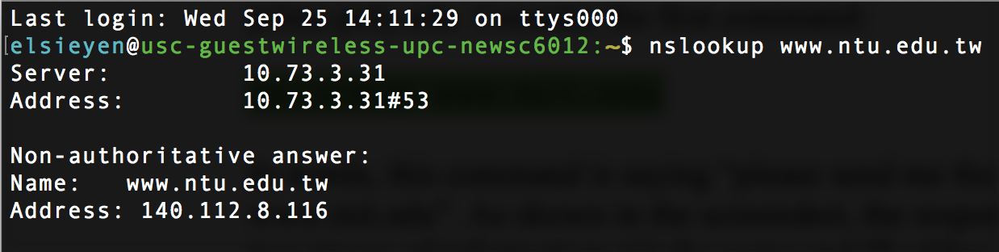 Last login: Wed Sep 25 14:11:29 on ttys000
[elsieyen@usc-guestwireless-upc-newsc6012:~$ nslookup www.ntu.edu.tw
Server:		10.73.3.31
Address:	10.73.3.31#53

Non-authoritative answer:
Name:	www.ntu.edu.tw
Address: 140.112.8.116